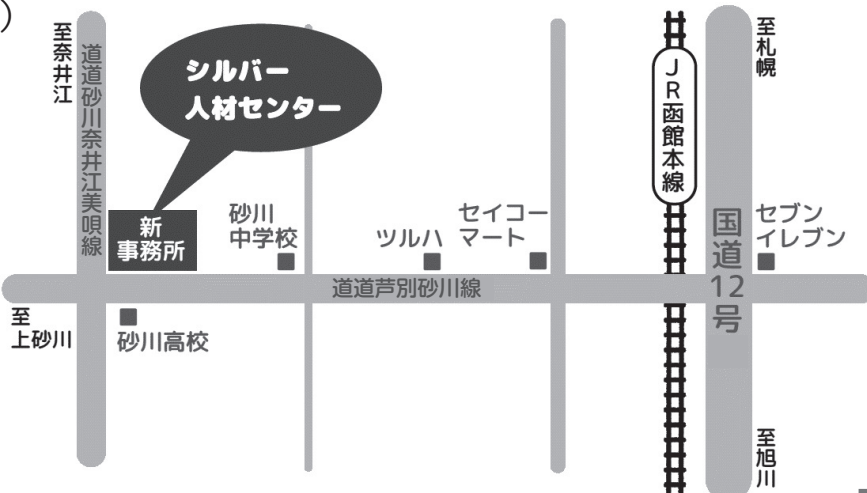 )
至奈井江
道道砂川奈井江美唄線
シルバー
人材センター
新
事務所
砂川
中学校
ツルハ
セイコー
マート
JR函館本線
至札幌
国道12号
セブン
イレブン
道道芦別砂川線
至
上砂川
砂川高校
至旭川